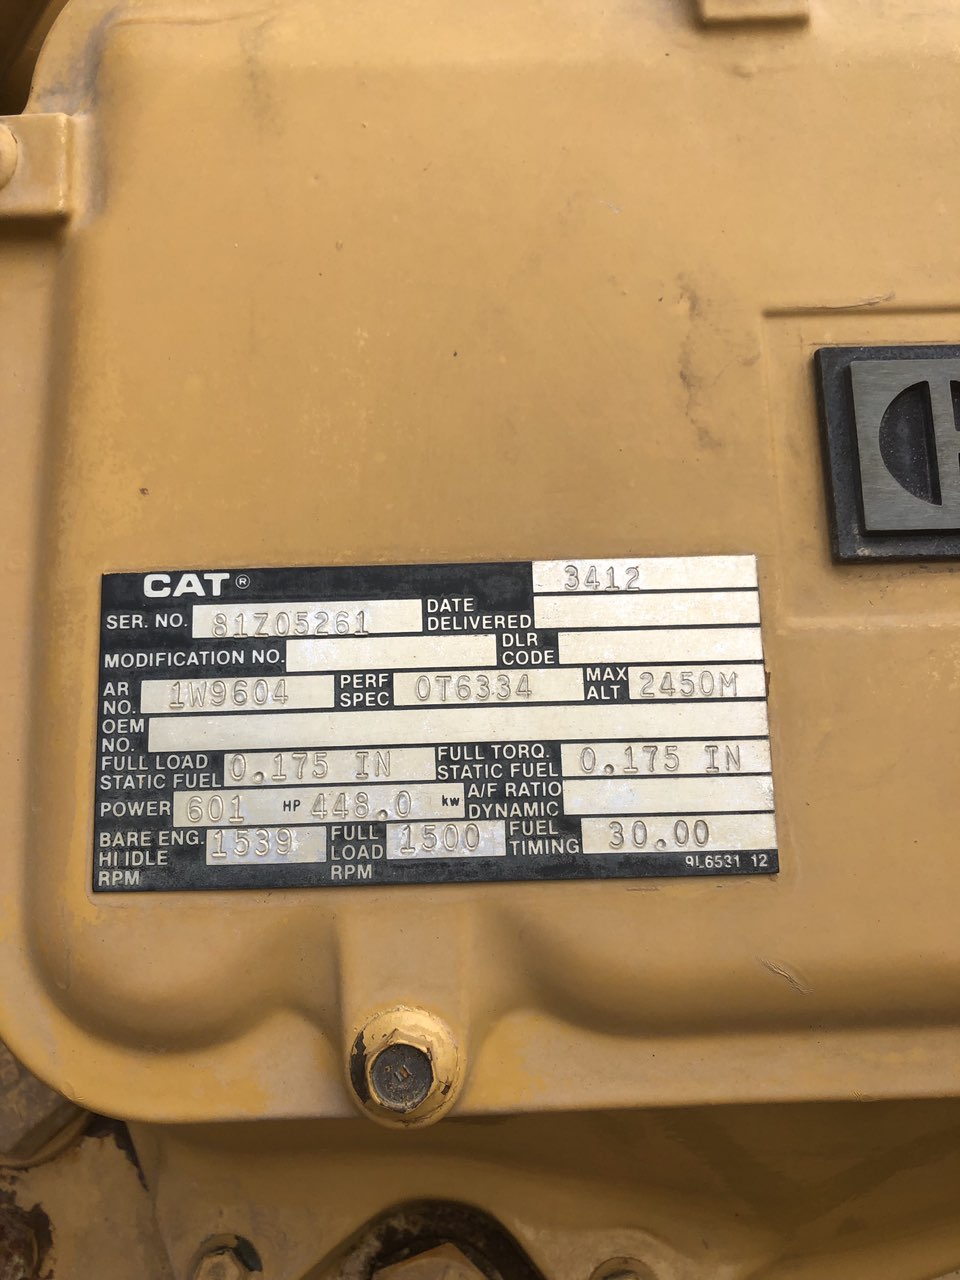 CAT® 3412
SER. NO. 81Z05261 DATE DELIVERED
MODIFICATION NO. DLR CODE
AR NO. 1W9604 PERF SPEC 0T6334 MAX ALT 2450M
OEM NO.
FULL LOAD STATIC FUEL 0.175 IN FULL TORQ. STATIC FUEL 0.175 IN
POWER 601 HP 448.0 kw A/F RATIO DYNAMIC
BARE ENG. HI IDLE RPM 1539 FULL LOAD RPM 1500 FUEL TIMING 30.00
9L6531 12